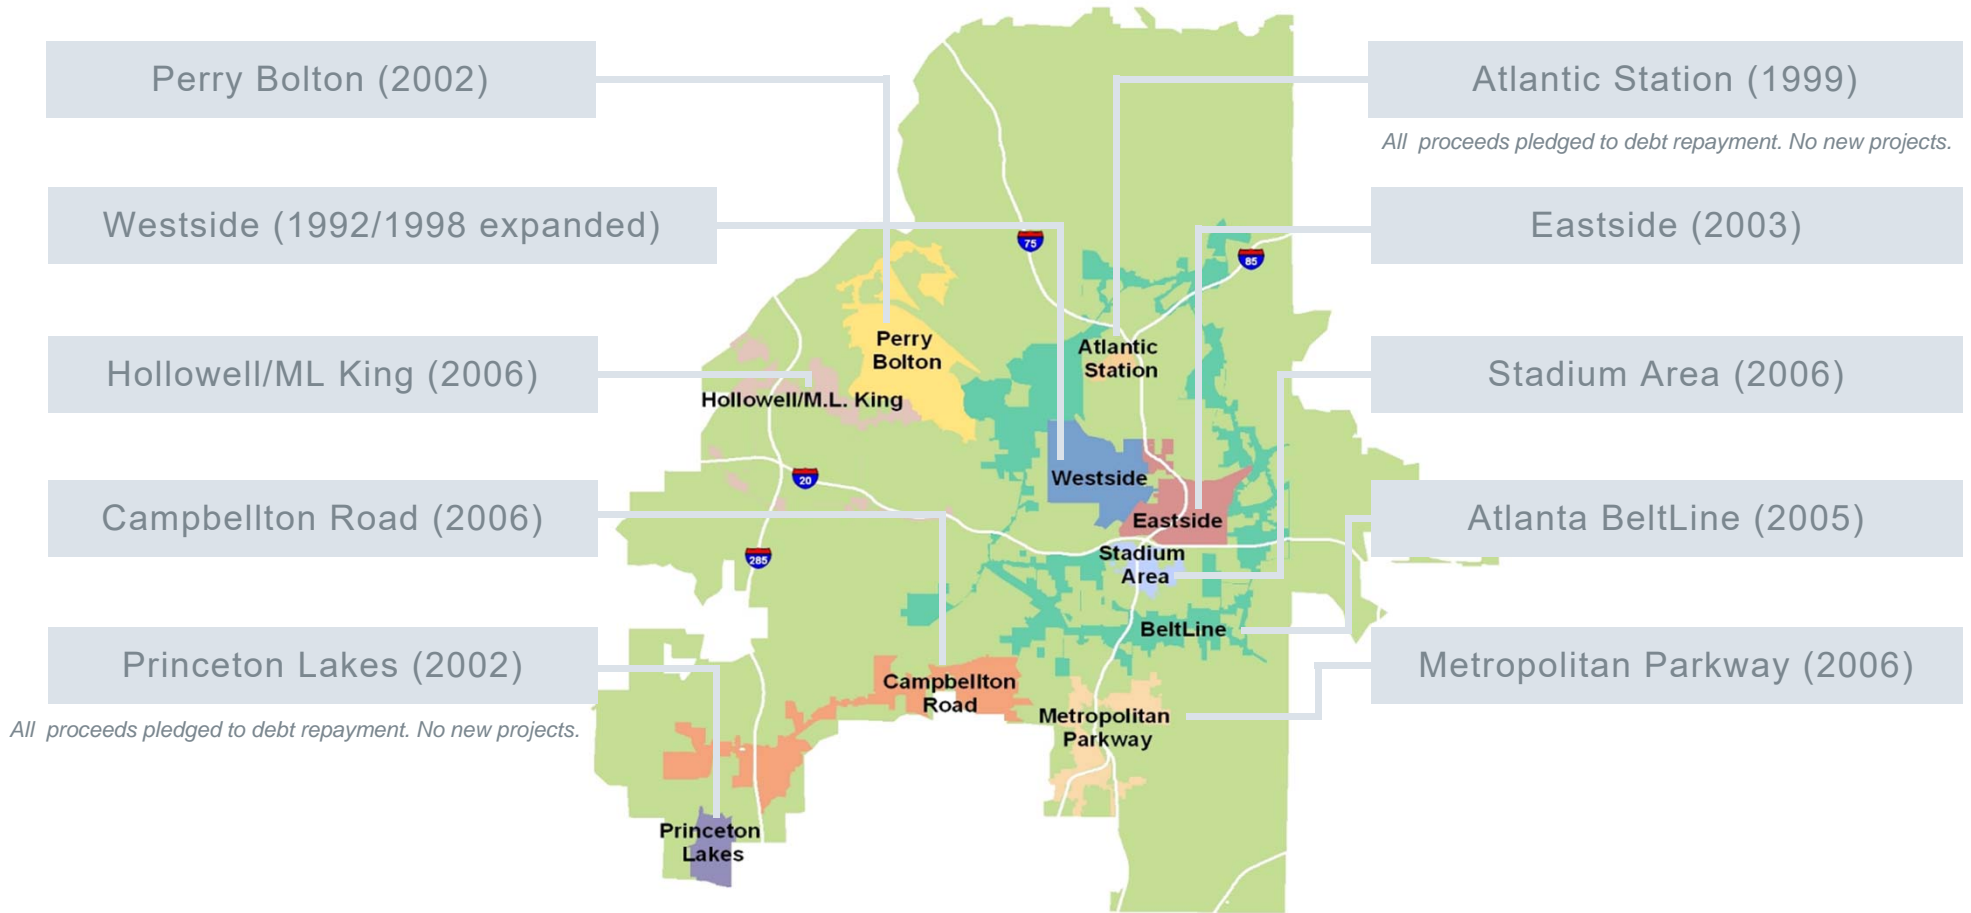 Perry Bolton (2002)
Atlantic Station (1999)
All proceeds pledged to debt repayment. No new projects.
Westside (1992/1998 expanded)
Eastside (2003)
Hollowell/ML King (2006)
Stadium Area (2006)
Campbellton Road (2006)
Atlanta BeltLine (2005)
Princeton Lakes (2002)
All proceeds pledged to debt repayment. No new projects.
Metropolitan Parkway (2006)
75
85
Perry
Bolton
Atlantic
Station
Hollowell/M.L. King
20
Westside
Eastside
285
Stadium
Area
BeltLine
Campbellton
Road
Metropolitan
Parkway
Princeton
Lakes